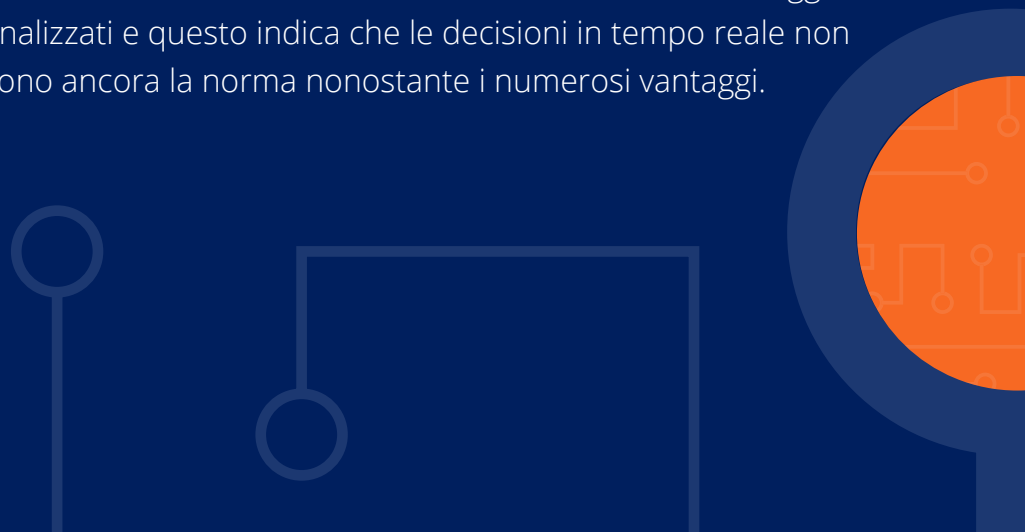 nalizzati e questo indica che le decisioni in tempo reale non
ono ancora la norma nonostante i numerosi vantaggi.